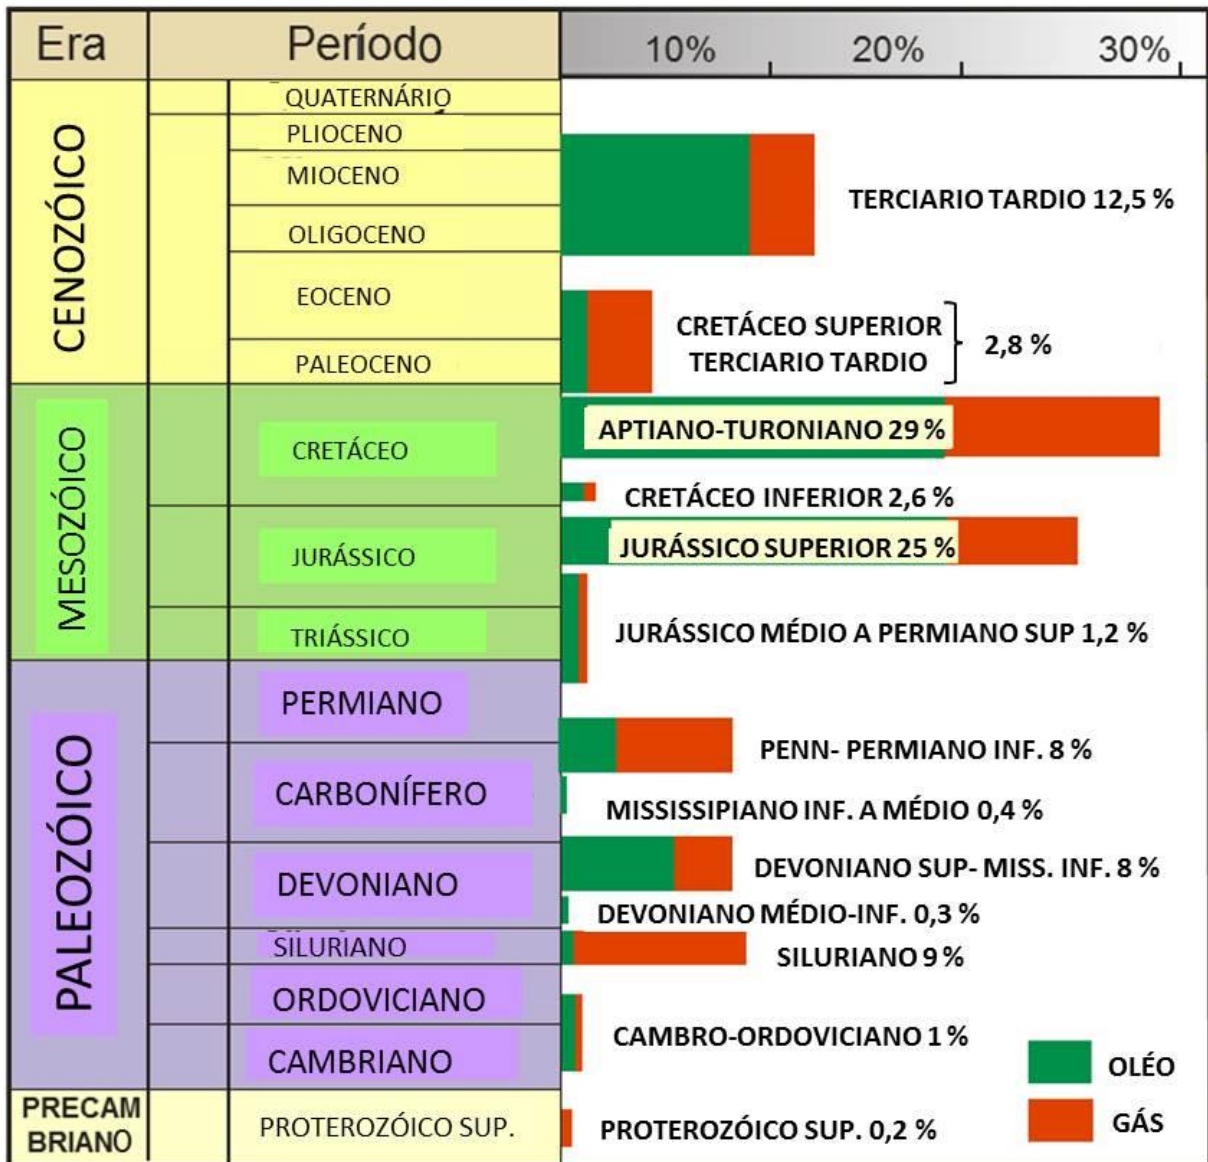 Era Período 10% 20% 30%
CENOZÓICO
QUATERNÁRIO
PLIOCENO
MIOCENO
TERCIARIO TARDIO 12,5 %
OLIGOCENO
EOCENO
CRETÁCEO SUPERIOR
TERCIARIO TARDIO
2,8 %
PALEOCENO
MESOZÓICO
APTIANO-TURONIANO 29 %
CRETÁCEO
CRETÁCEO INFERIOR 2,6 %
JURÁSSICO SUPERIOR 25 %
JURÁSSICO
TRIÁSSICO
JURÁSSICO MÉDIO A PERMIANO SUP 1,2 %
PALEOZÓICO
PERMIANO
PENN- PERMIANO INF. 8 %
CARBONÍFERO
MISSISSIPIANO INF. A MÉDIO 0,4 %
DEVONIANO SUP- MISS. INF. 8 %
DEVONIANO
DEVONIANO MÉDIO-INF. 0,3 %
SILURIANO
SILURIANO 9 %
ORDOVICIANO
CAMBRO-ORDOVICIANO 1 %
CAMBRIANO
OLÉO
GÁS
PRECAM
BRIANO
PROTEROZÓICO SUP.
PROTEROZÓICO SUP. 0,2 %